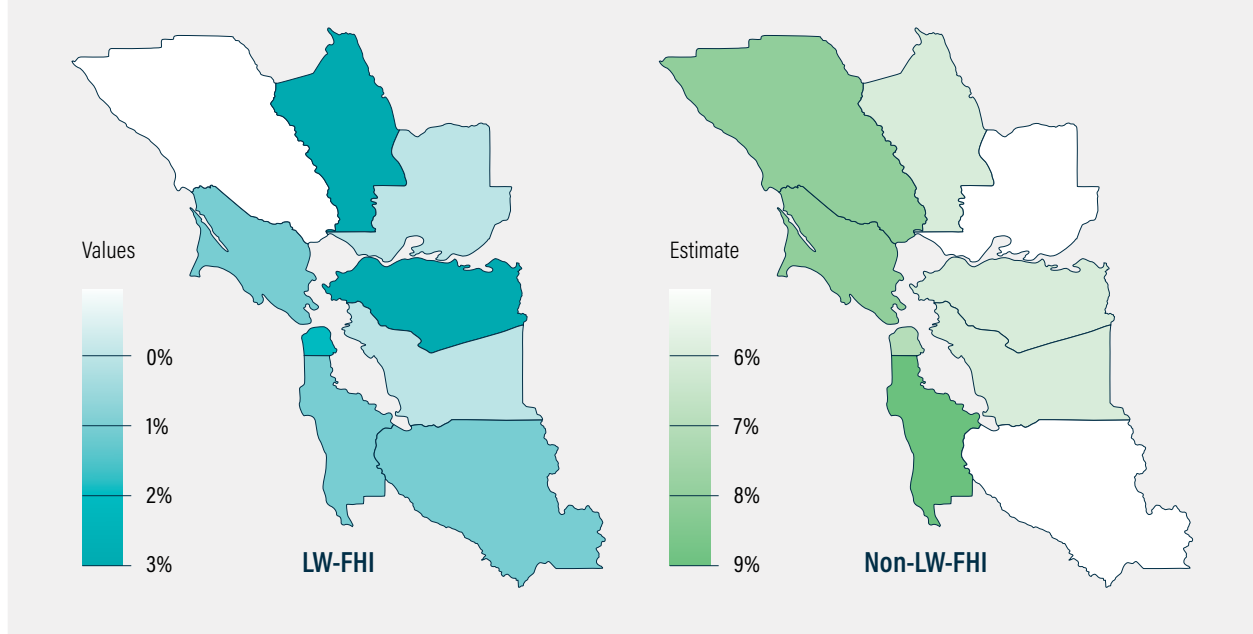 Values
0%
1%
2%
3%
LW-FHI
Estimate
6%
7%
8%
9%
Non-LW-FHI